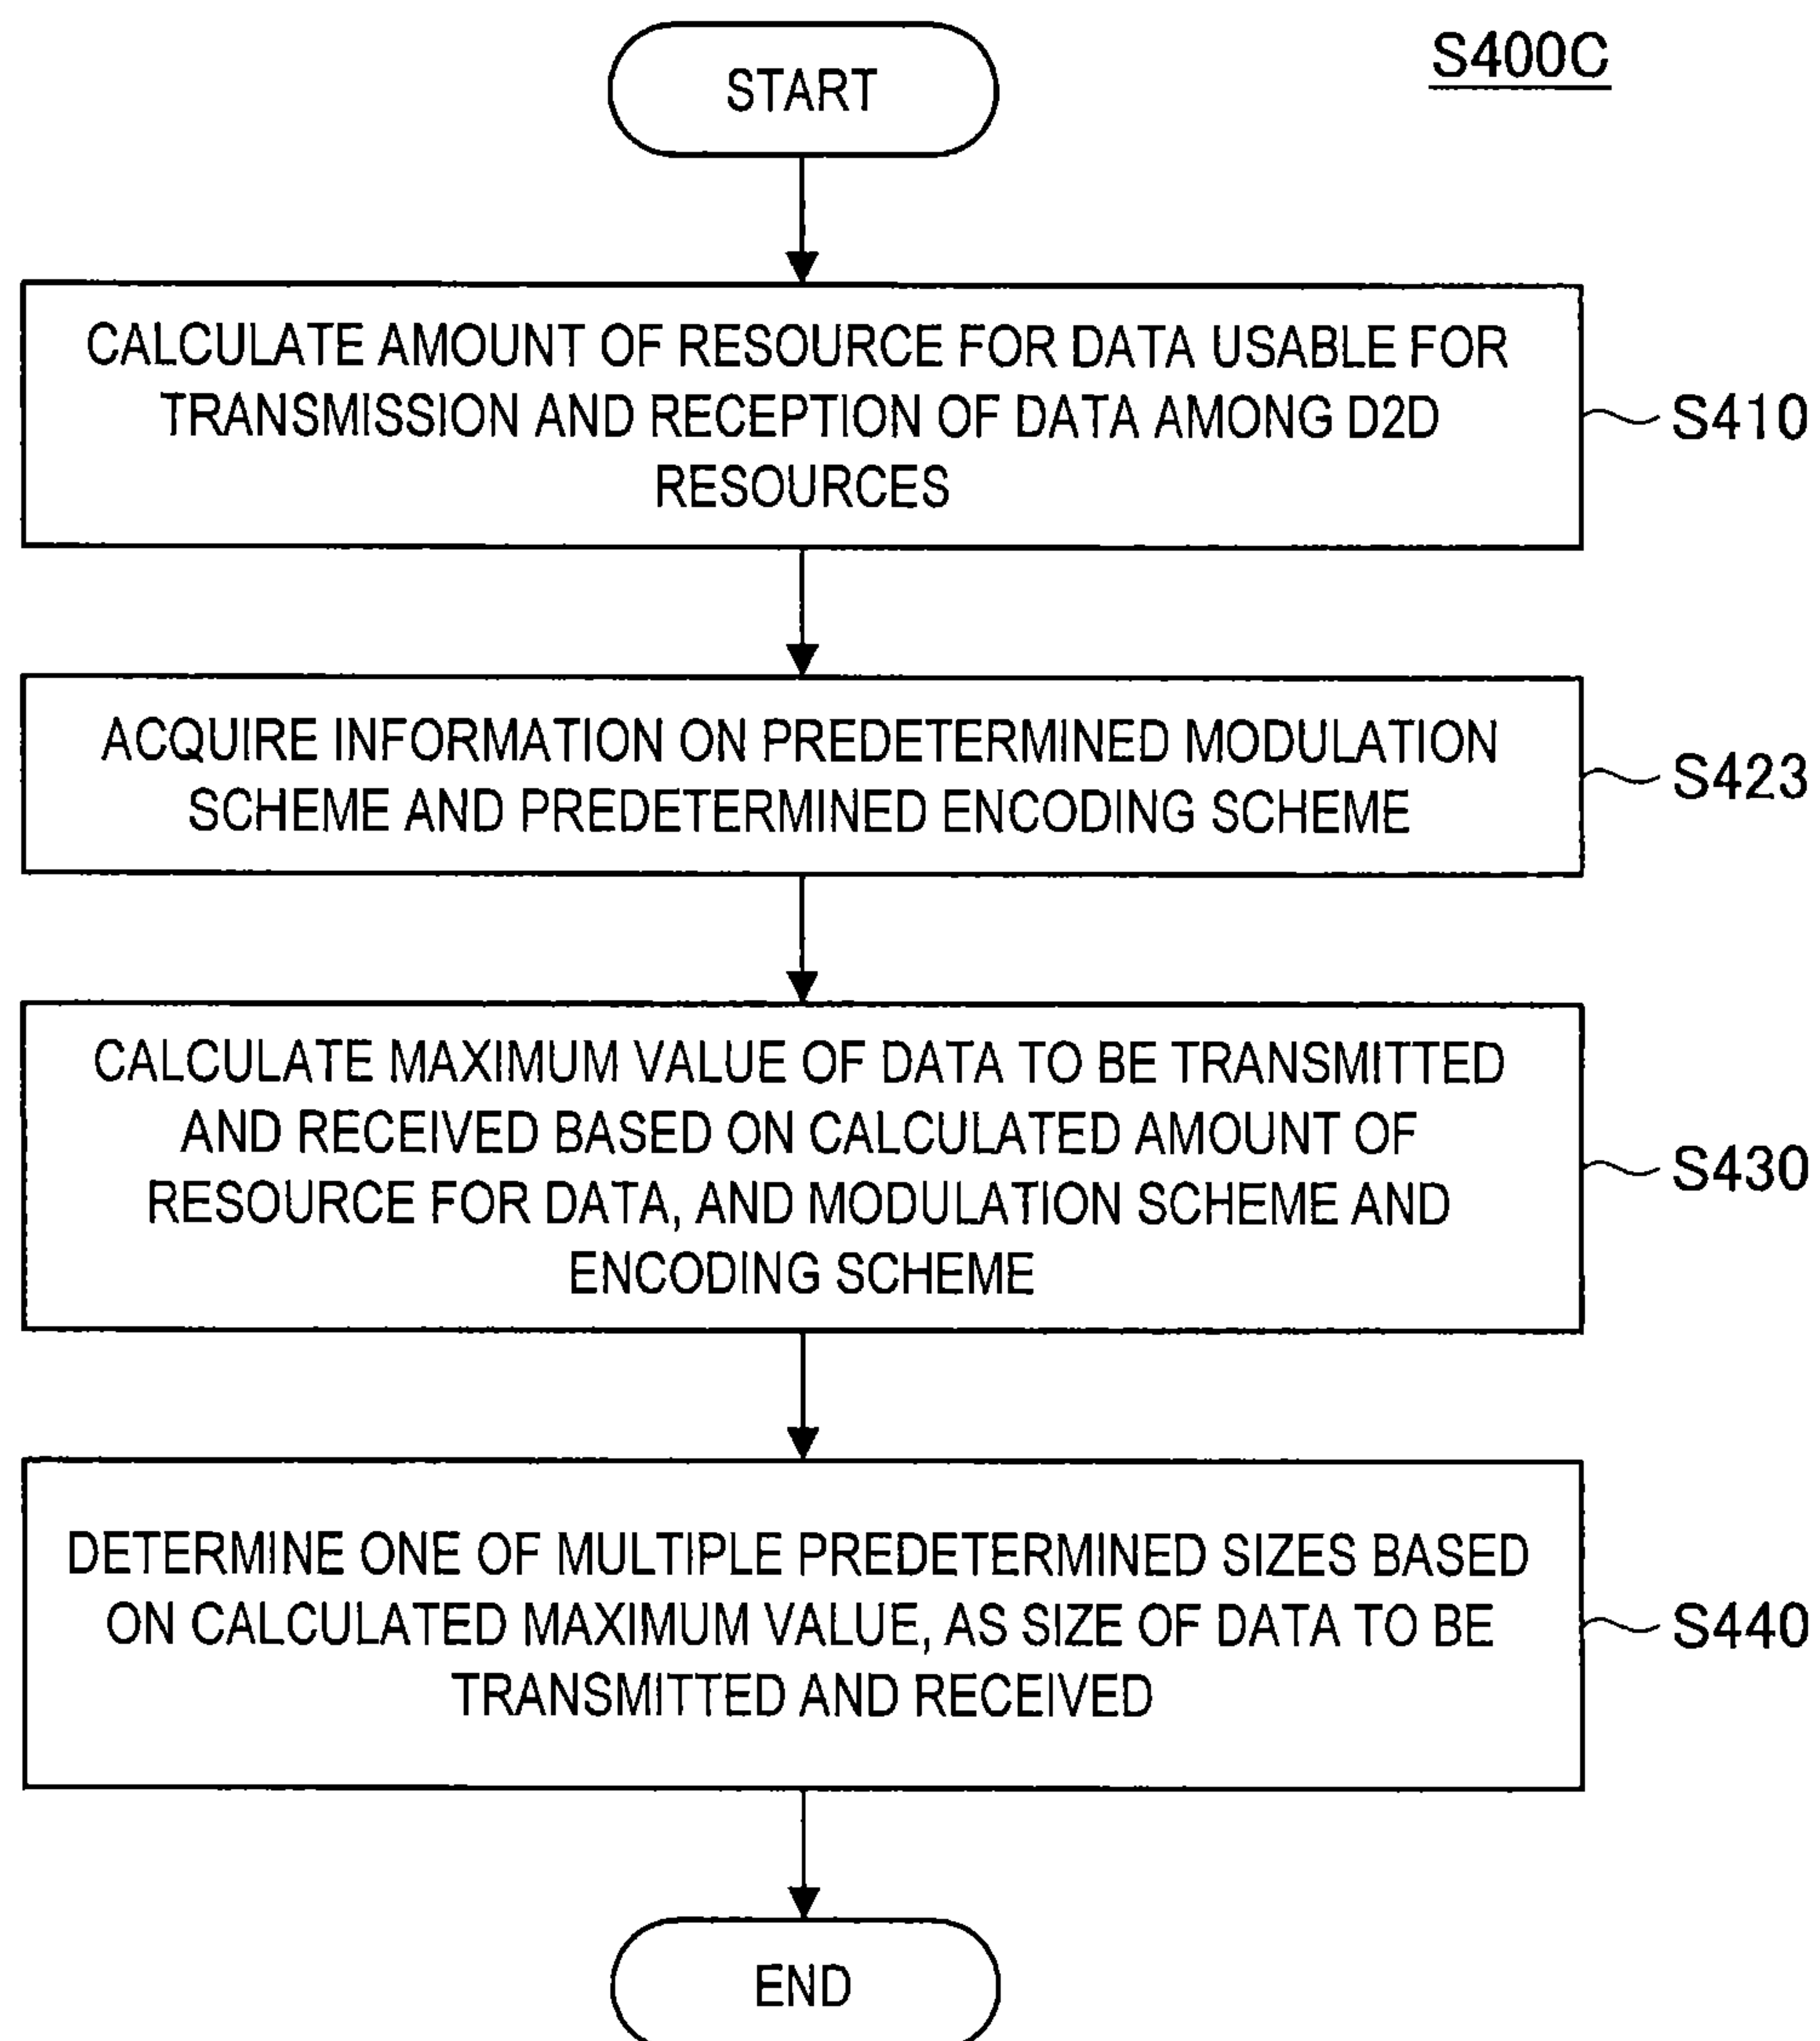 S400C
START
CALCULATE AMOUNT OF RESOURCE FOR DATA USABLE FOR
TRANSMISSION AND RECEPTION OF DATA AMONG D2D
RESOURCES
S410
ACQUIRE INFORMATION ON PREDETERMINED MODULATION
SCHEME AND PREDETERMINED ENCODING SCHEME
S423
CALCULATE MAXIMUM VALUE OF DATA TO BE TRANSMITTED
AND RECEIVED BASED ON CALCULATED AMOUNT OF
RESOURCE FOR DATA, AND MODULATION SCHEME AND
ENCODING SCHEME
S430
DETERMINE ONE OF MULTIPLE PREDETERMINED SIZES BASED
ON CALCULATED MAXIMUM VALUE, AS SIZE OF DATA TO BE
TRANSMITTED AND RECEIVED
S440
END